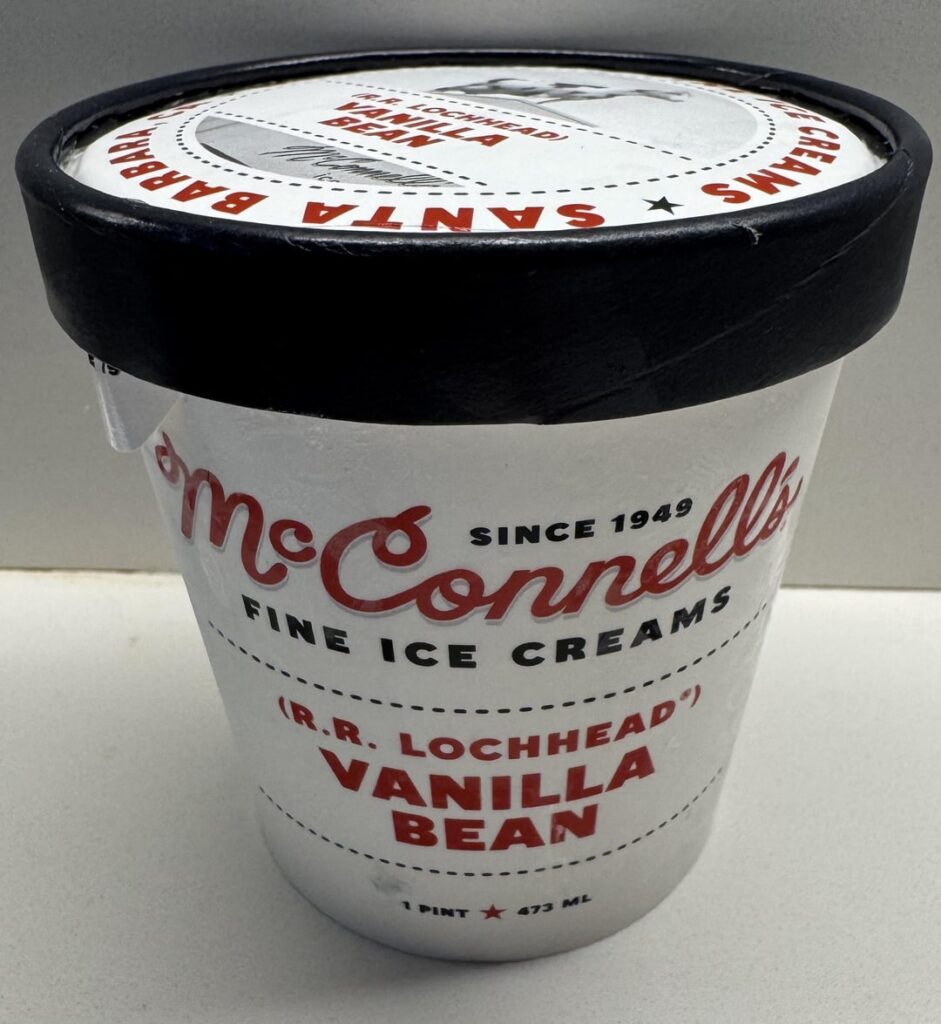 (R.R. LOCHHEAD)
VANILLA
BEAN
McConnell's
ICE CREAMS ★ SANTA BARBARA
SINCE 1949
McConnell's
FINE ICE CREAMS
(R.R. LOCHHEAD®)
VANILLA
BEAN
1 PINT ★ 473 ML